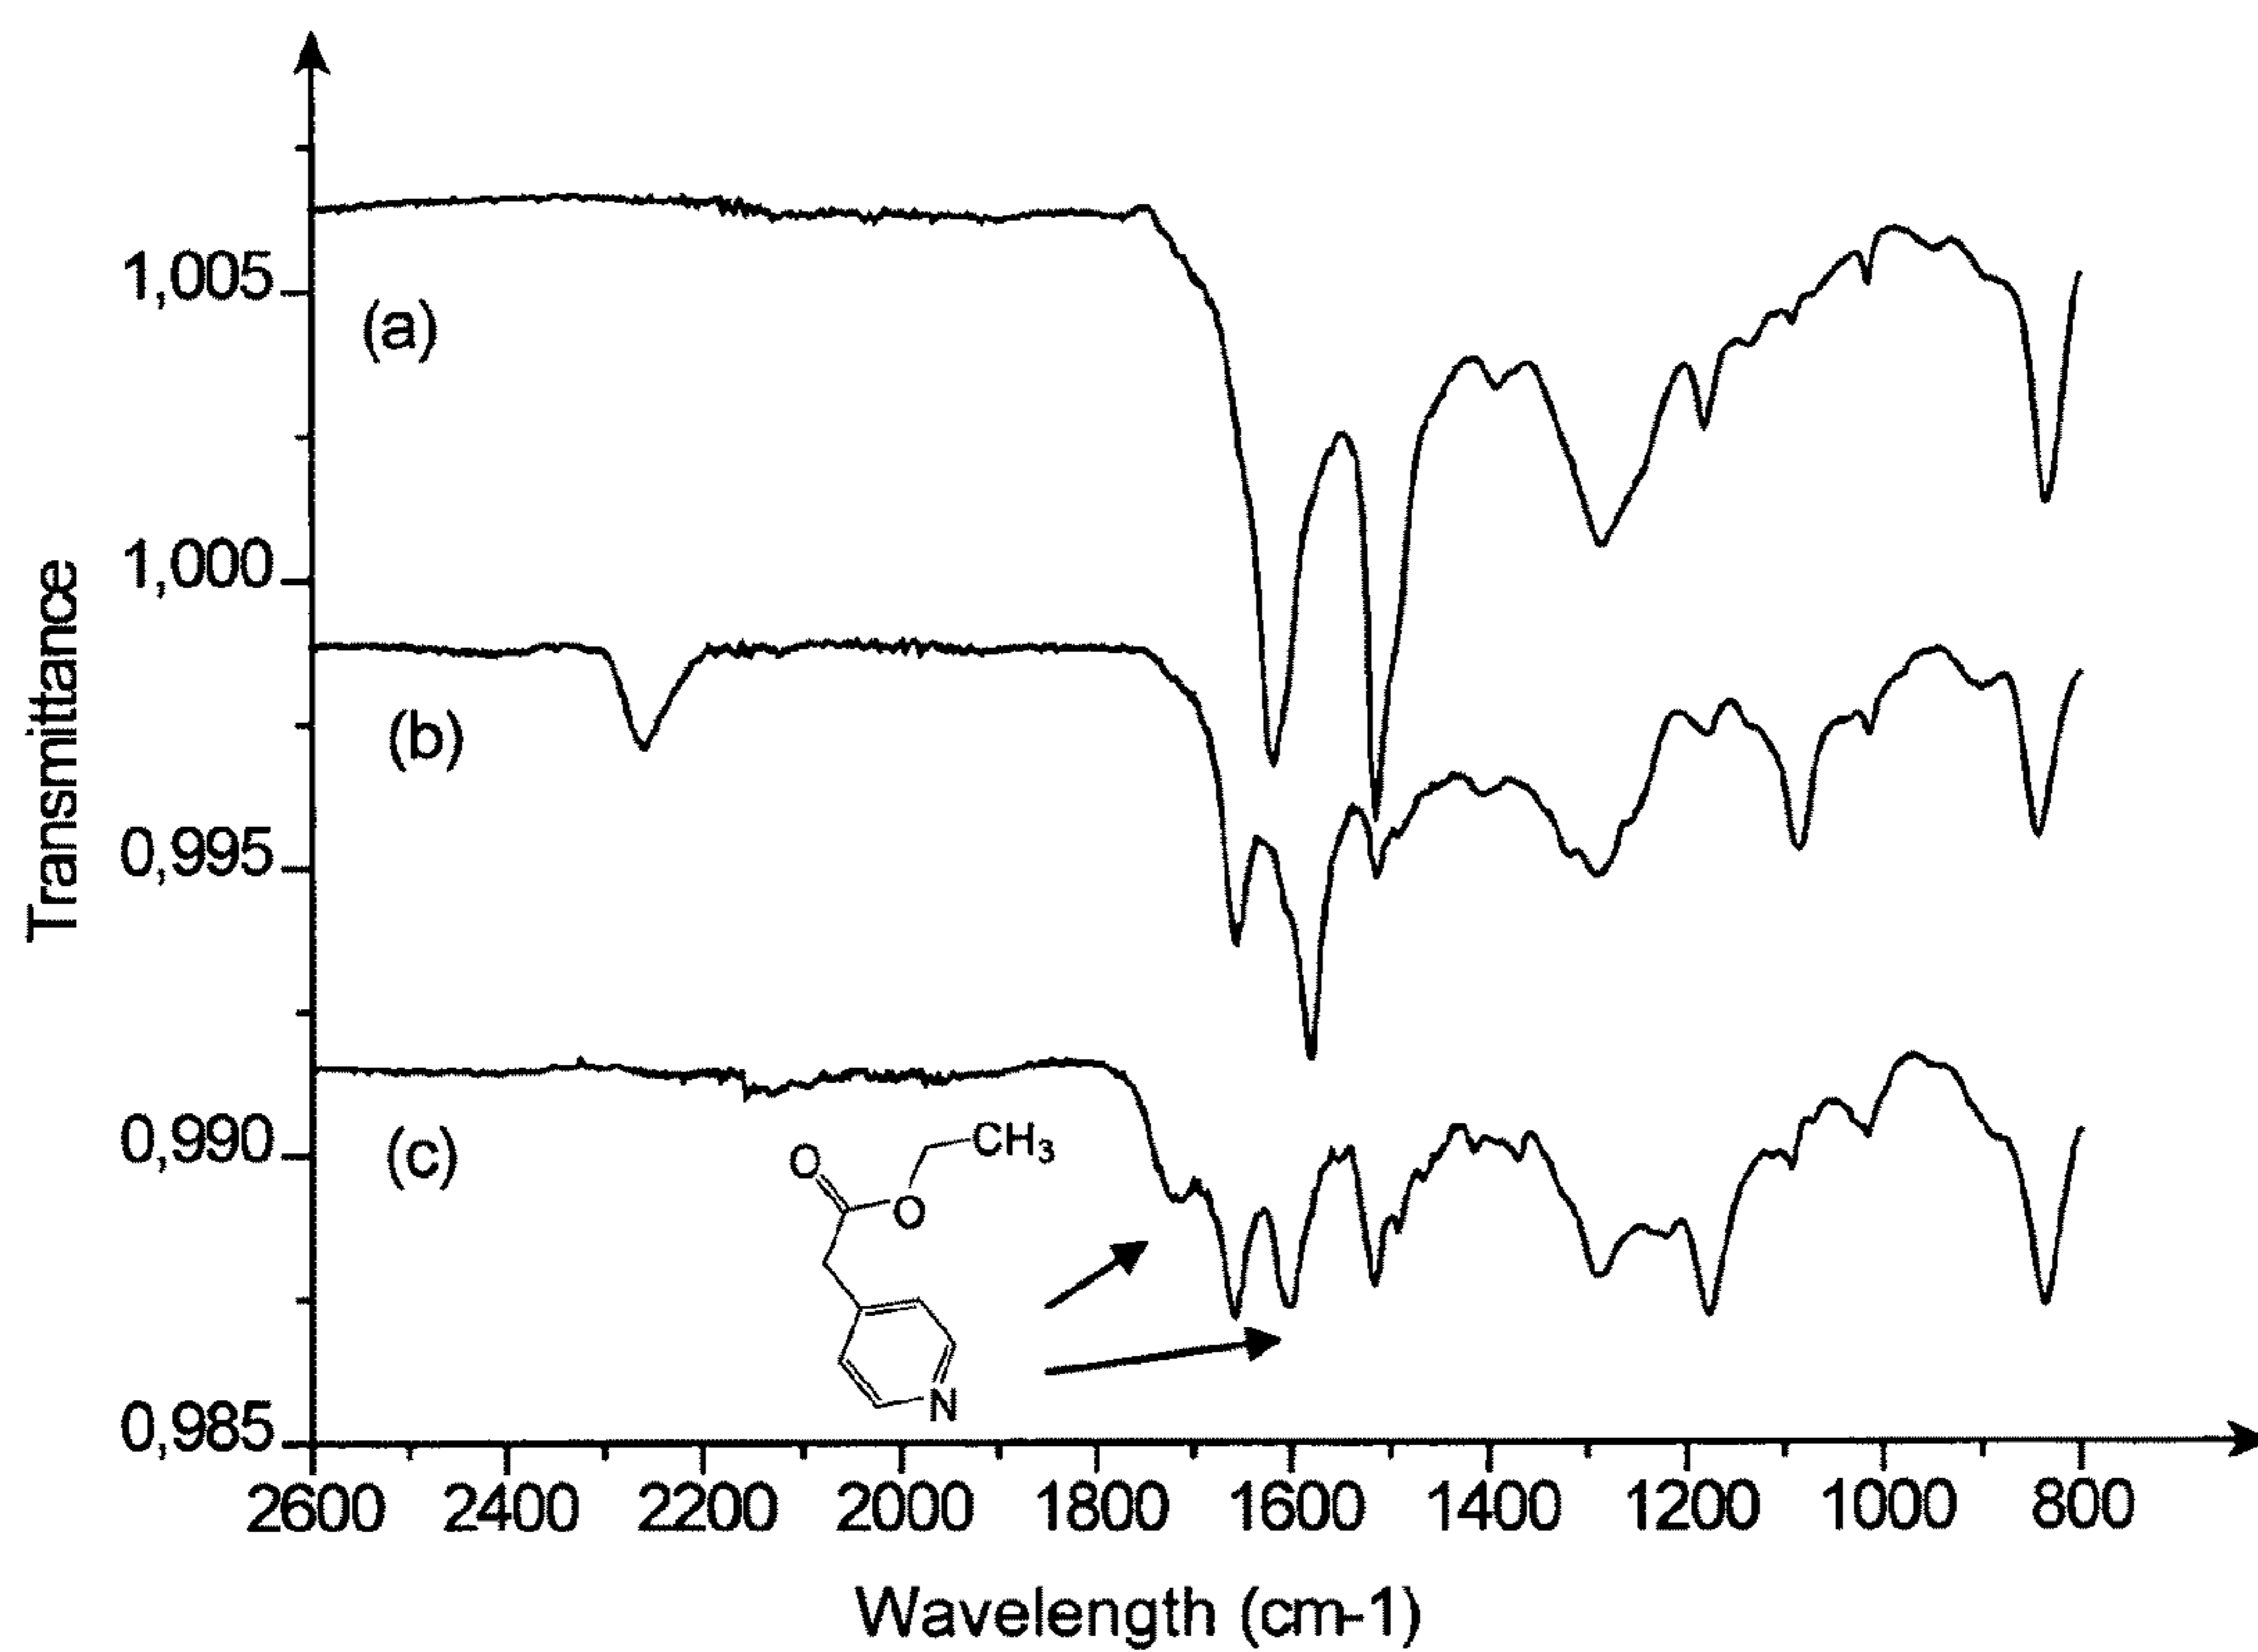 Transmittance
1,005
1,000
0,995
0,990
0,985
(a)
(b)
(c)
O
O
CH3
N
2600 2400 2200 2000 1800 1600 1400 1200 1000 800
Wavelength (cm-1)